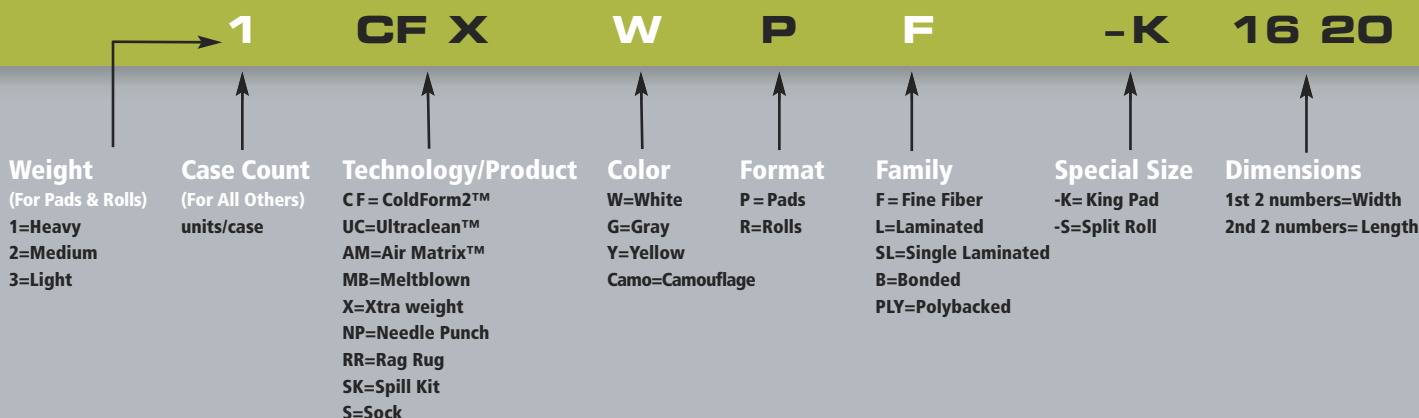 1 CF X W P F -K 16 20
Weight
(For Pads & Rolls)
1=Heavy
2=Medium
3=Light
Case Count
(For All Others)
units/case
Technology/Product
CF= ColdForm2™
UC=Ultraclean™
AM=Air Matrix™
MB=Meltblown
X=Xtra weight
NP=Needle Punch
RR=Rag Rug
SK=Spill Kit
S=Sock
Color
W=White
G=Gray
Y=Yellow
Camo=Camouflage
Format
P=Pads
R=Rolls
Family
F=Fine Fiber
L=Laminated
SL=Single Laminated
B=Bonded
PLY=Polybacked
Special Size
-K= King Pad
-S=Split Roll
Dimensions
1st 2 numbers=Width
2nd 2 numbers= Length